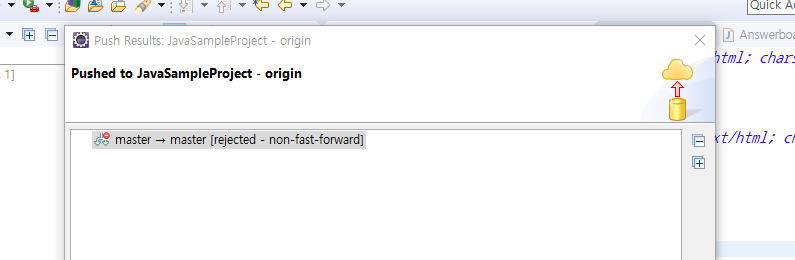 Quick Ac
Push Results: JavaSampleProject - origin
Answerboa
Pushed to JavaSampleProject - origin
html; chars
, 1]
master → master [rejected - non-fast-forward]
xt/html; ch